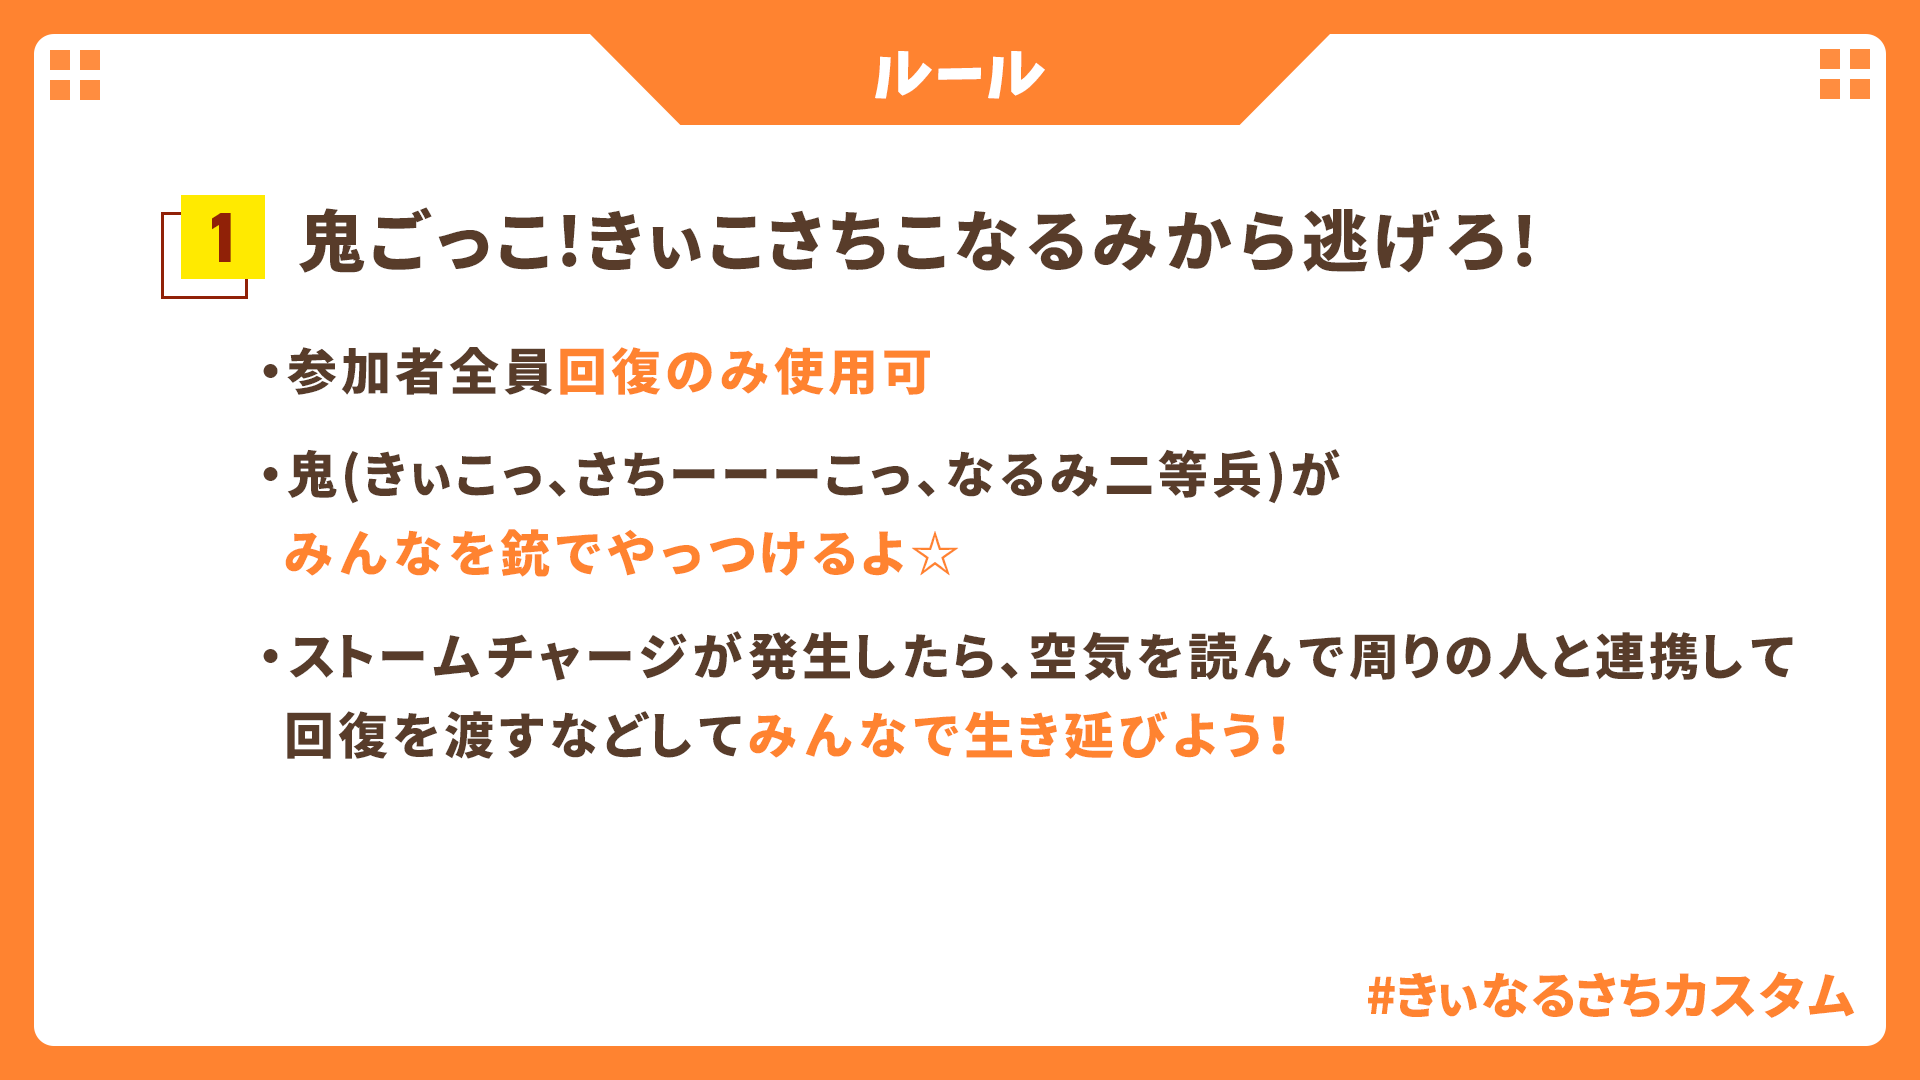 ルール
1 鬼ごっこ!きぃこさちこなるみから逃げろ!
・参加者全員回復のみ使用可
・鬼(きぃこっ、さちーーーこっ、なるみ二等兵)が
みんなを銃でやっつけるよ☆
・ストームチャージが発生したら、空気を読んで周りの人と連携して
回復を渡すなどしてみんなで生き延びよう!
#きぃなるさちカスタム